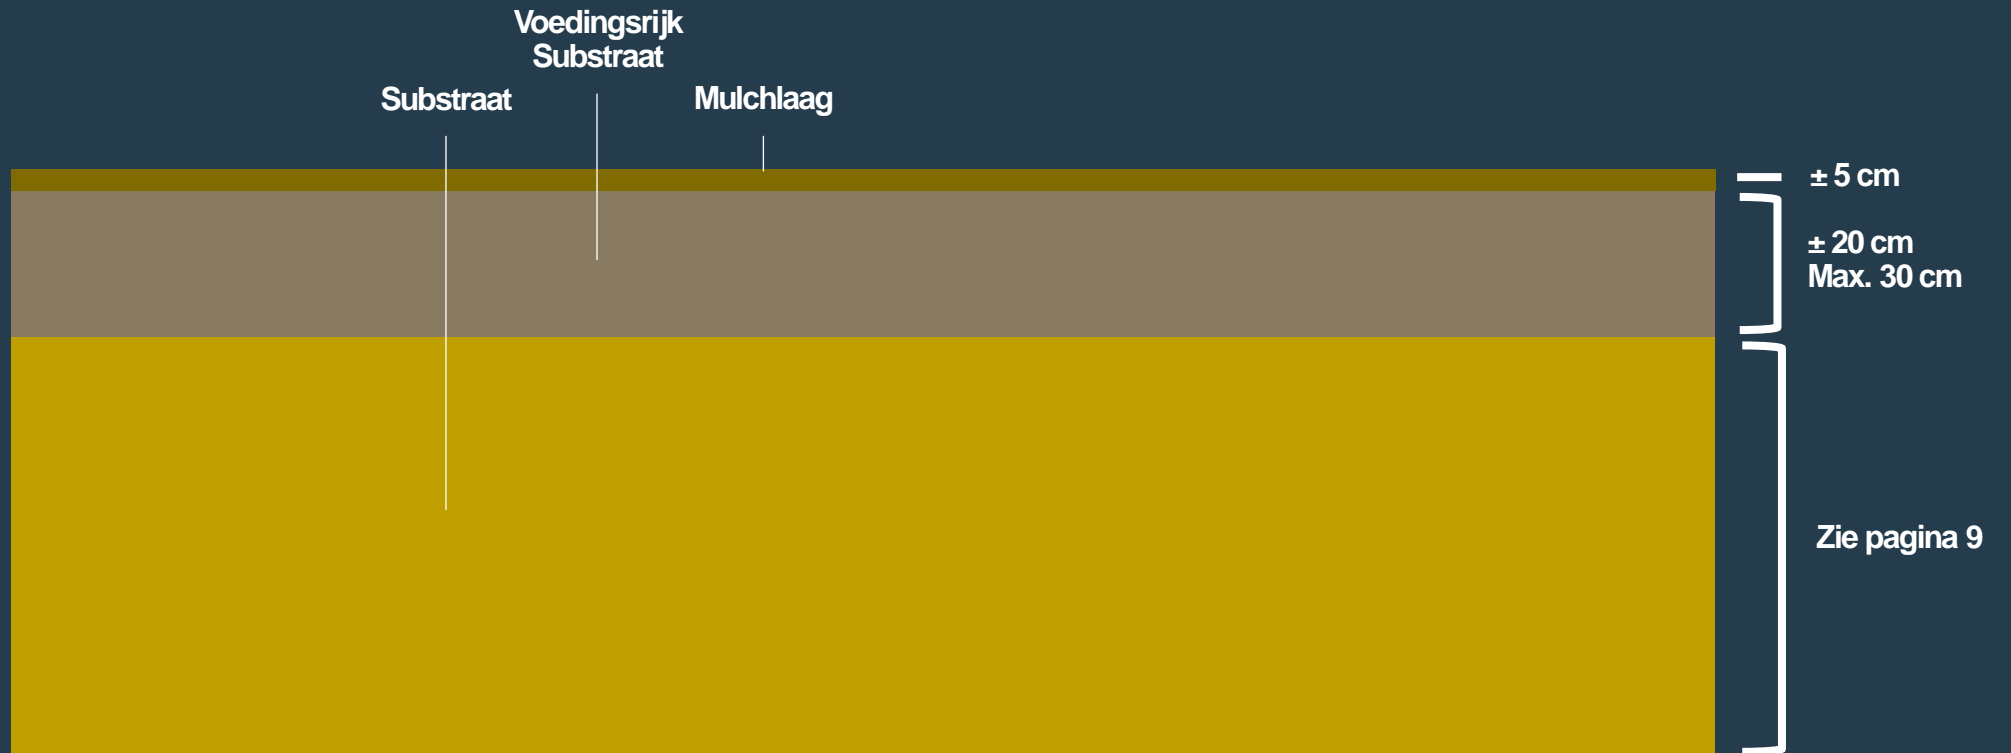 Voedingsrijk
Substraat
Substraat
Mulchlaag
± 5 cm
± 20 cm
Max. 30 cm
Zie pagina 9